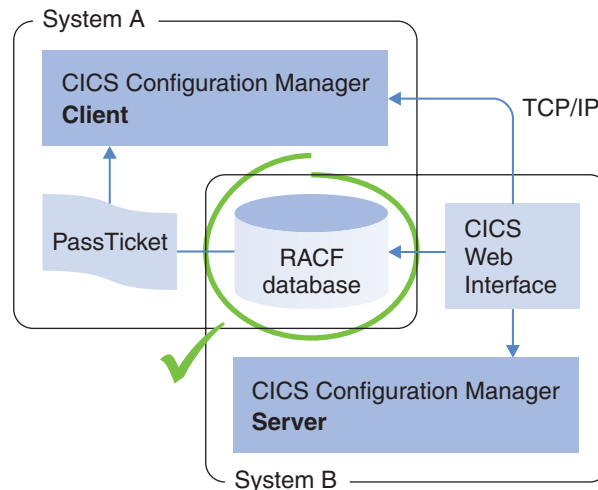 System A
CICS Configuration Manager
Client
TCP/IP
PassTicket
RACF
database
CICS
Web
Interface
CICS Configuration Manager
Server
System B